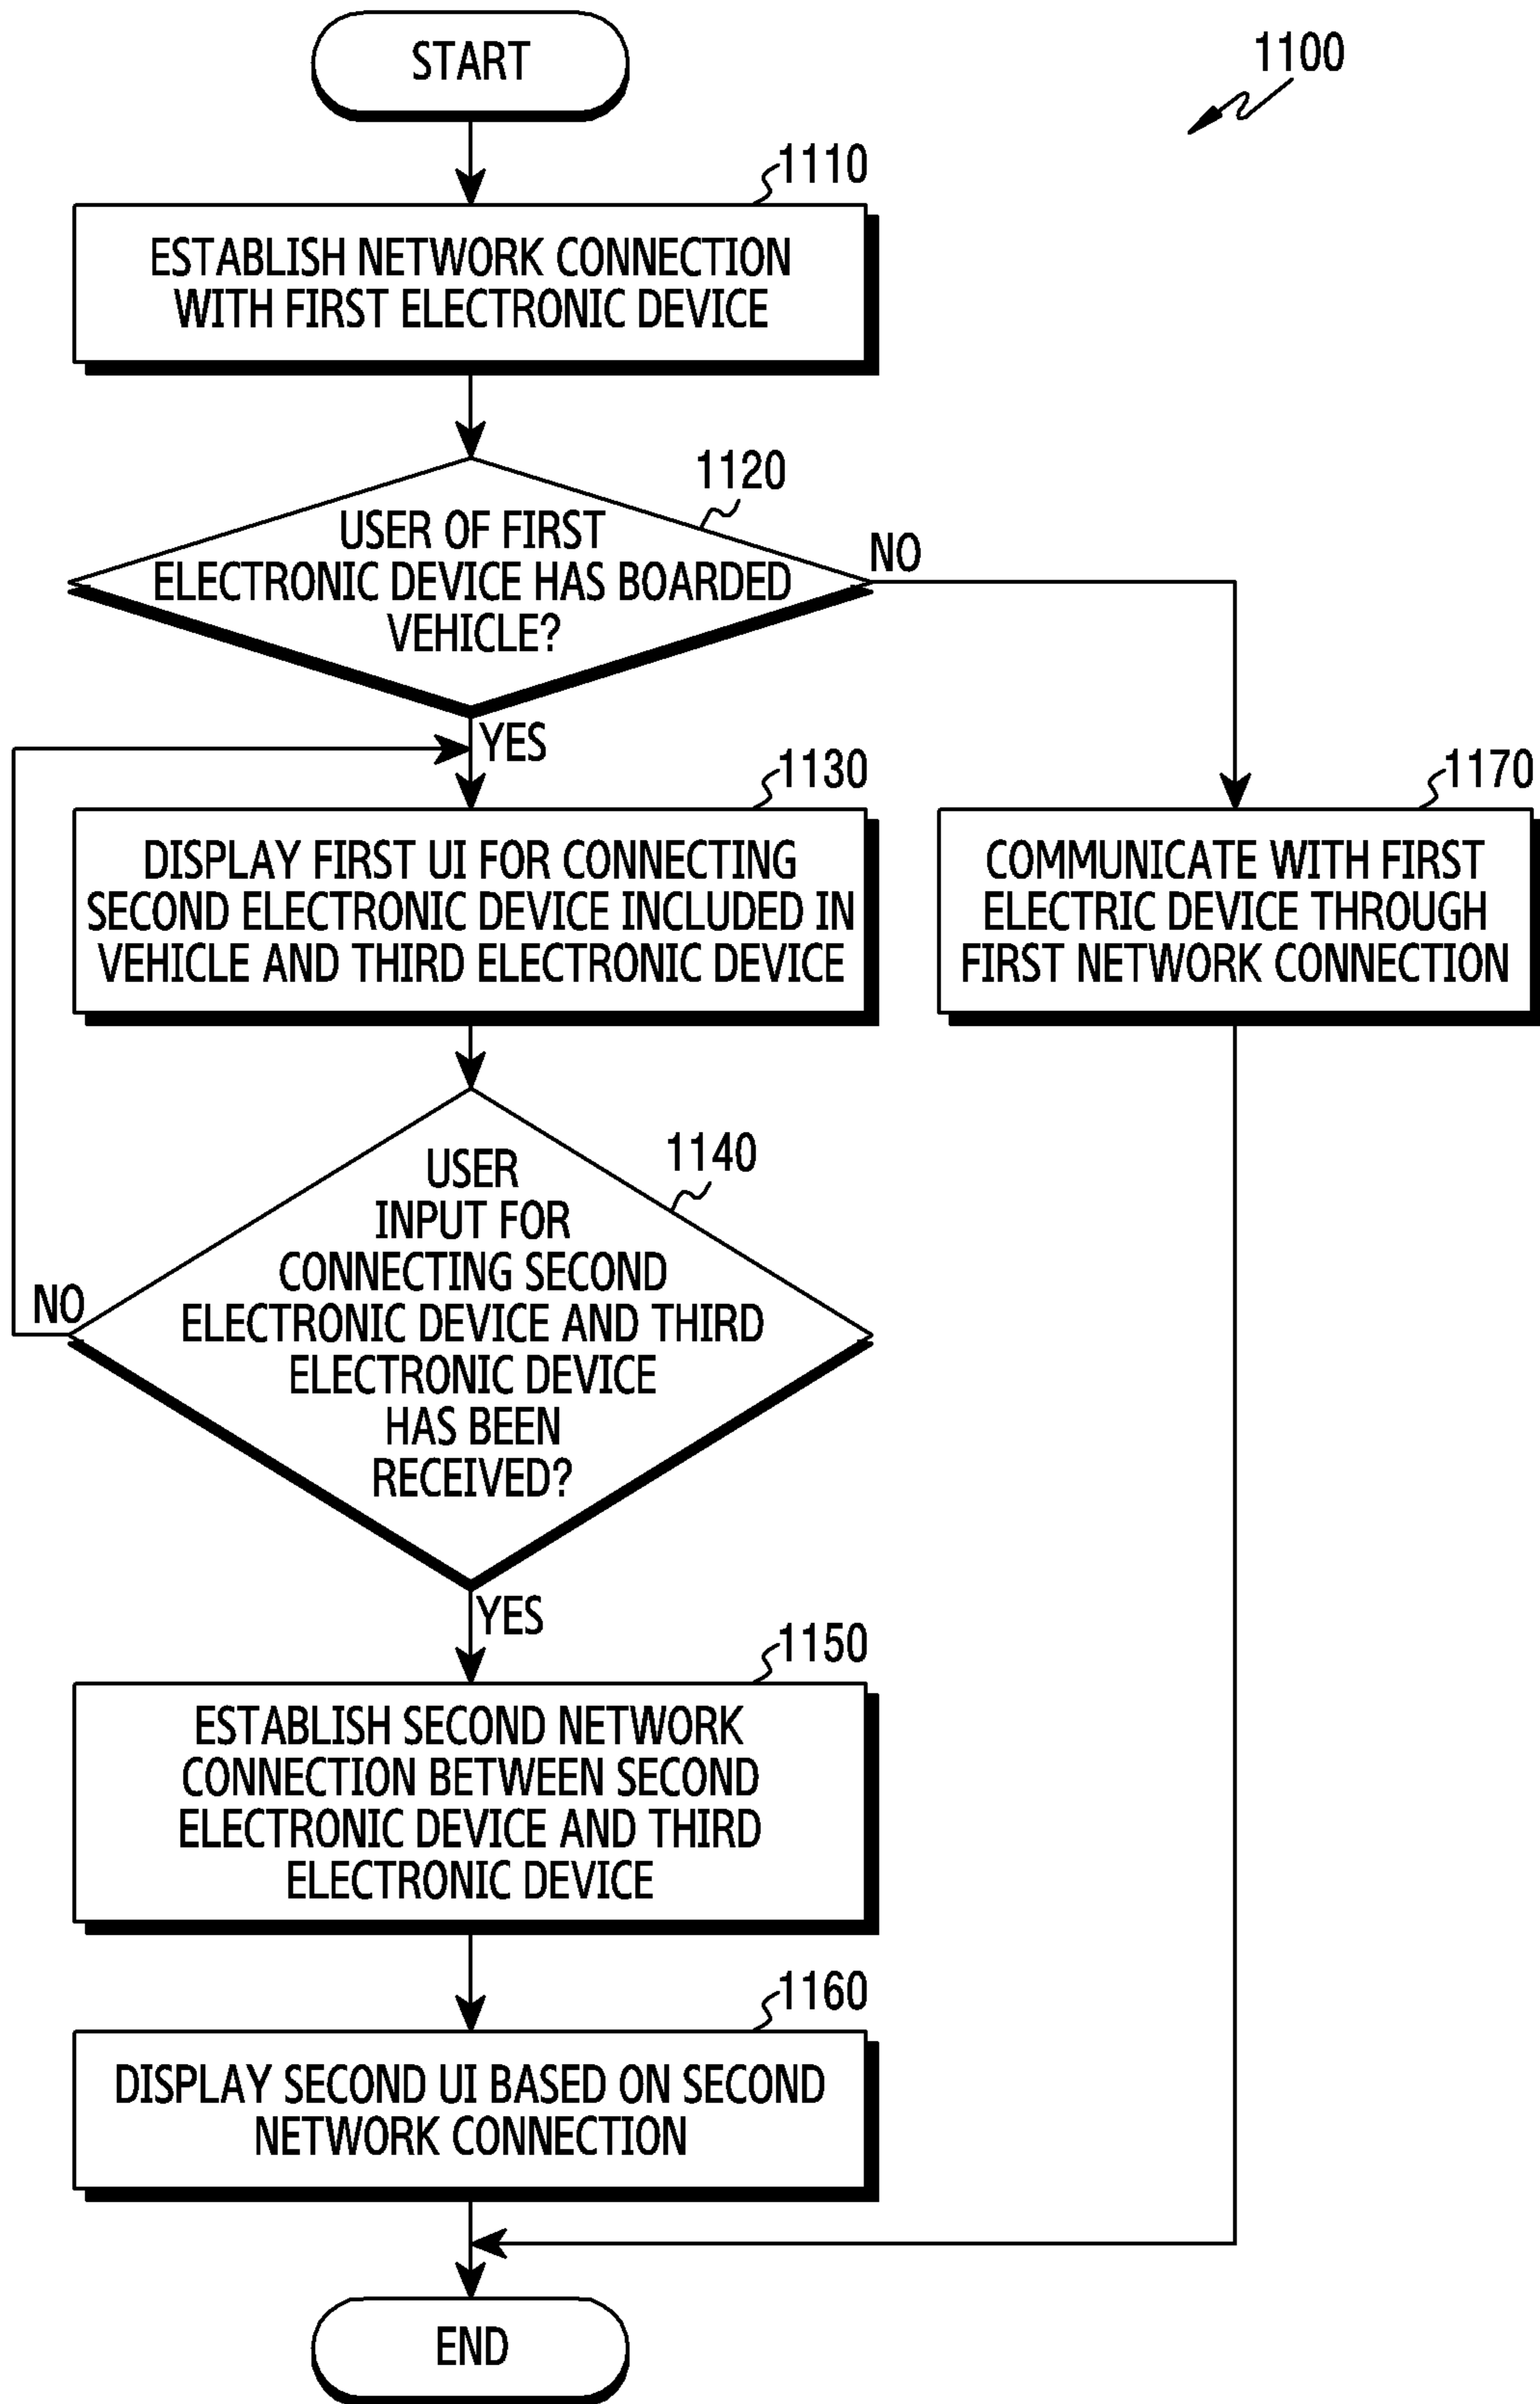 START
1100
1110
ESTABLISH NETWORK CONNECTION
WITH FIRST ELECTRONIC DEVICE
1120
USER OF FIRST
ELECTRONIC DEVICE HAS BOARDED
VEHICLE?
NO
YES
1130
DISPLAY FIRST UI FOR CONNECTING
SECOND ELECTRONIC DEVICE INCLUDED IN
VEHICLE AND THIRD ELECTRONIC DEVICE
1170
COMMUNICATE WITH FIRST
ELECTRIC DEVICE THROUGH
FIRST NETWORK CONNECTION
1140
USER
INPUT FOR
CONNECTING SECOND
ELECTRONIC DEVICE AND THIRD
ELECTRONIC DEVICE
HAS BEEN
RECEIVED?
NO
YES
1150
ESTABLISH SECOND NETWORK
CONNECTION BETWEEN SECOND
ELECTRONIC DEVICE AND THIRD
ELECTRONIC DEVICE
1160
DISPLAY SECOND UI BASED ON SECOND
NETWORK CONNECTION
END